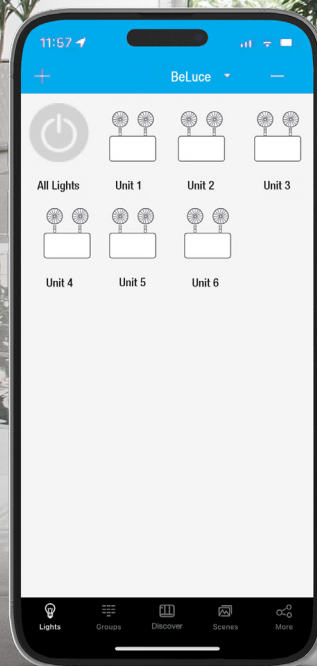 11:57
BeLuce
All Lights
Unit 1
Unit 2
Unit 3
Unit 4
Unit 5
Unit 6
Lights
Groups
Discover
Scenes
More